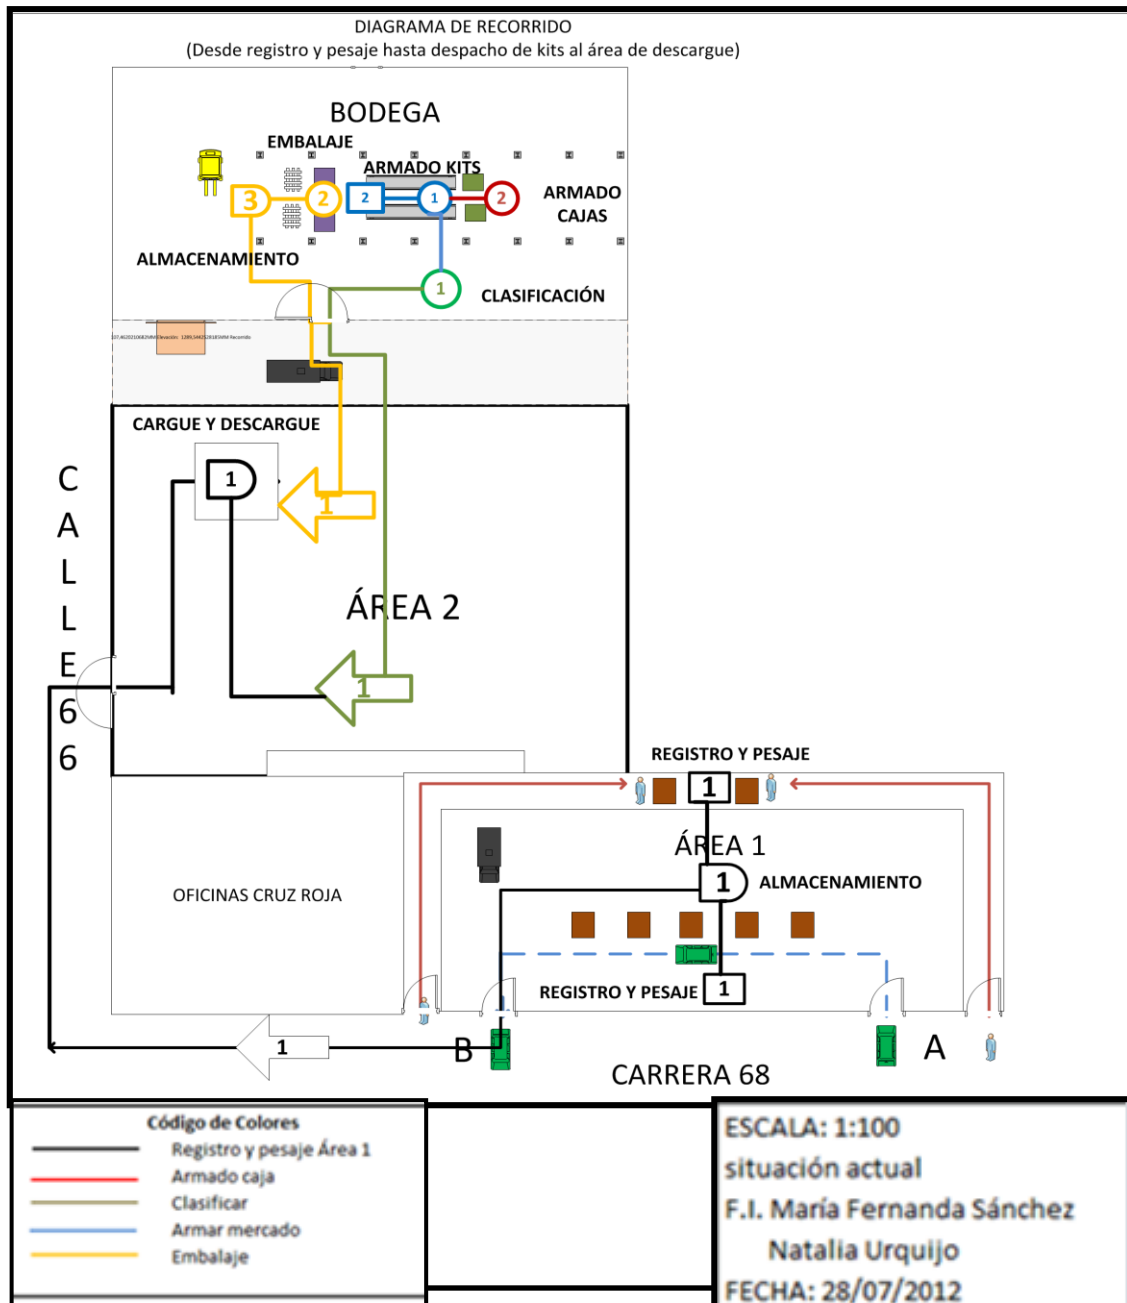 DIAGRAMA DE RECORRIDO
(Desde registro y pesaje hasta despacho de kits al área de descargue)
BODEGA
EMBALAJE
ARMADO KITS
3
2
2
1
2
ARMADO
CAJAS
ALMACENAMIENTO
1
CLASIFICACIÓN
Recorrido
CARGUE Y DESCARGUE
1
1
CALLE 66
ÁREA 2
1
REGISTRO Y PESAJE
1
ÁREA 1
1
ALMACENAMIENTO
OFICINAS CRUZ ROJA
REGISTRO Y PESAJE
1
1
B
A
CARRERA 68
Código de Colores
Registro y pesaje Área 1
Armado caja
Clasificar
Armar mercado
Embalaje
ESCALA: 1:100
situación actual
F.I. María Fernanda Sánchez
Natalia Urquijo
FECHA: 28/07/2012